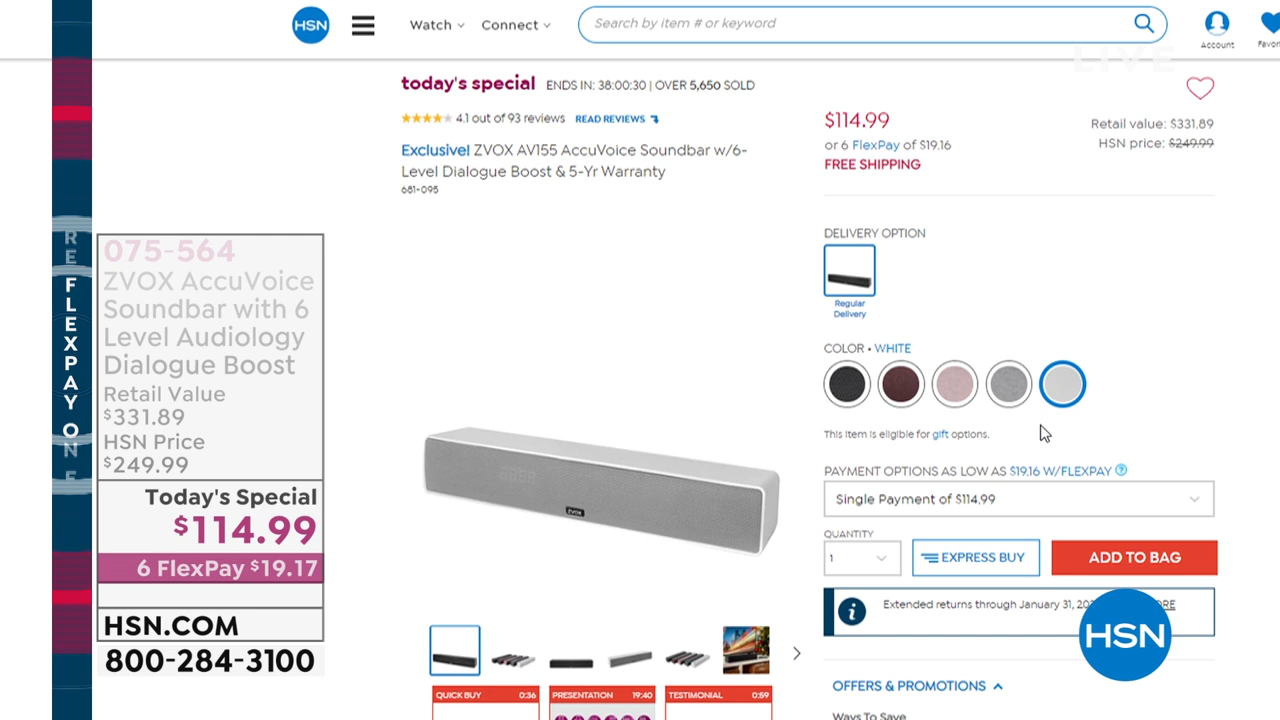 HSN
Watch
Connect
Search by item # or keyword
Account
LIVE
today's special ENDS IN: 38:00:30 | OVER 5,650 SOLD
4.1 out of 93 reviews READ REVIEWS
Exclusive! ZVOX AV155 AccuVoice Soundbar w/6-
Level Dialogue Boost & 5-Yr Warranty
681-095
$114.99
or 6 FlexPay of $19.16
FREE SHIPPING
Retail value: $331.89
HSN price: $249.99
DELIVERY OPTION
Regular
Delivery
COLOR • WHITE
This item is eligible for gift options.
PAYMENT OPTIONS AS LOW AS $19.16 W/FLEXPAY ?
Single Payment of $114.99
QUANTITY
1
EXPRESS BUY
ADD TO BAG
Extended returns through January 31,
HSN
OFFERS & PROMOTIONS
Ways To Save
ZVOX
QUICK BUY 0:36
PRESENTATION 19:40
TESTIMONIAL 0:59
FLEXPAY ON
075-564
ZVOX AccuVoice
Soundbar with 6
Level Audiology
Dialogue Boost
Retail Value
$331.89
HSN Price
$249.99
Today's Special
$114.99
6 FlexPay $19.17
HSN.COM
800-284-3100